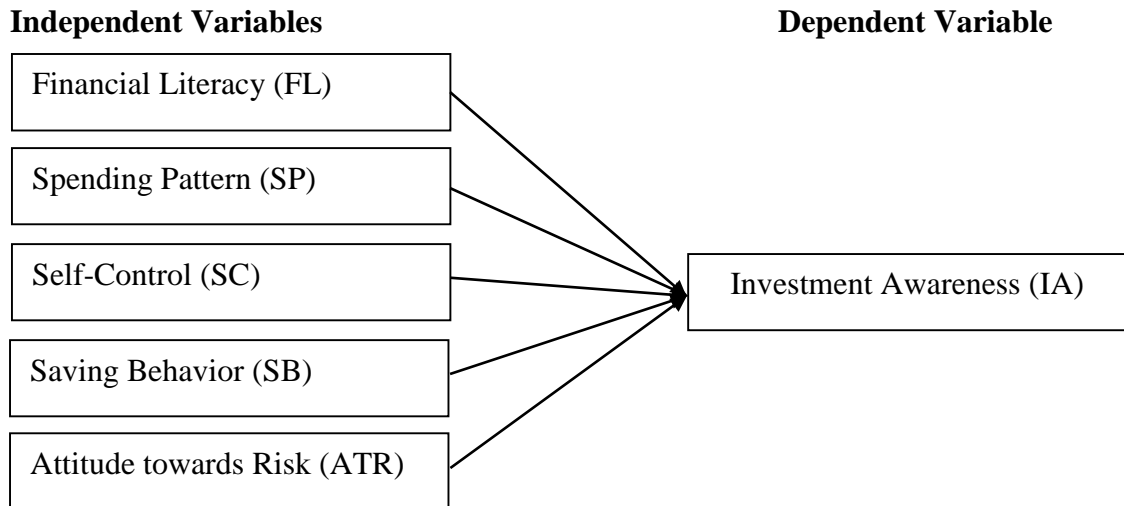 Independent Variables
Dependent Variable
Financial Literacy (FL)
Spending Pattern (SP)
Self-Control (SC)
Investment Awareness (IA)
Saving Behavior (SB)
Attitude towards Risk (ATR)